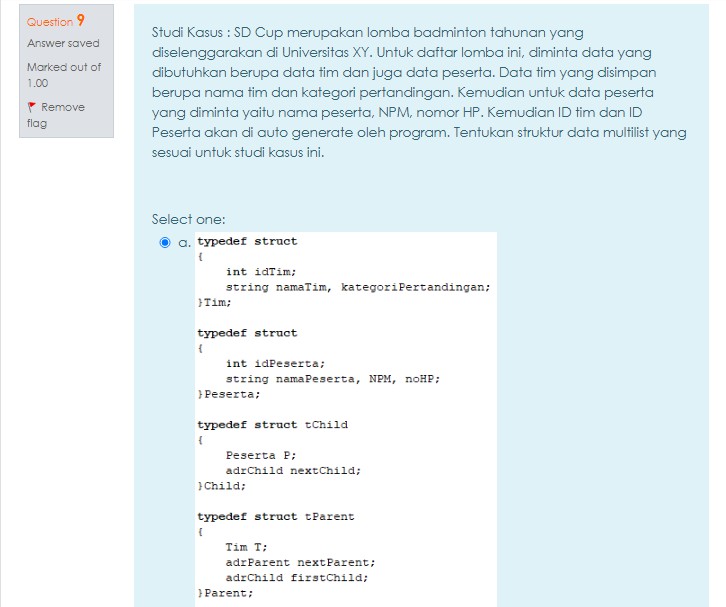 Question 9
Answer saved
Marked out of
1.00
Remove
flag
Studi Kasus : SD Cup merupakan lomba badminton tahunan yang
diselenggarakan di Universitas XY. Untuk daftar lomba ini, diminta data yang
dibutuhkan berupa data tim dan juga data peserta. Data tim yang disimpan
berupa nama tim dan kategori pertandingan. Kemudian untuk data peserta
yang diminta yaitu nama peserta, NPM, nomor HP. Kemudian ID tim dan ID
Peserta akan di auto generate oleh program. Tentukan struktur data multilist yang
sesuai untuk studi kasus ini.
Select one:
a. typedef struct
{
int idTim;
string namaTim, kategoriPertandingan;
}Tim;
typedef struct
{
int idPeserta;
string namaPeserta, NPM, noHP;
}Peserta;
typedef struct tChild
{
Peserta P;
adrChild nextChild;
}Child;
typedef struct tParent
{
Tim T;
adrParent nextParent;
adrChild firstChild;
}Parent;